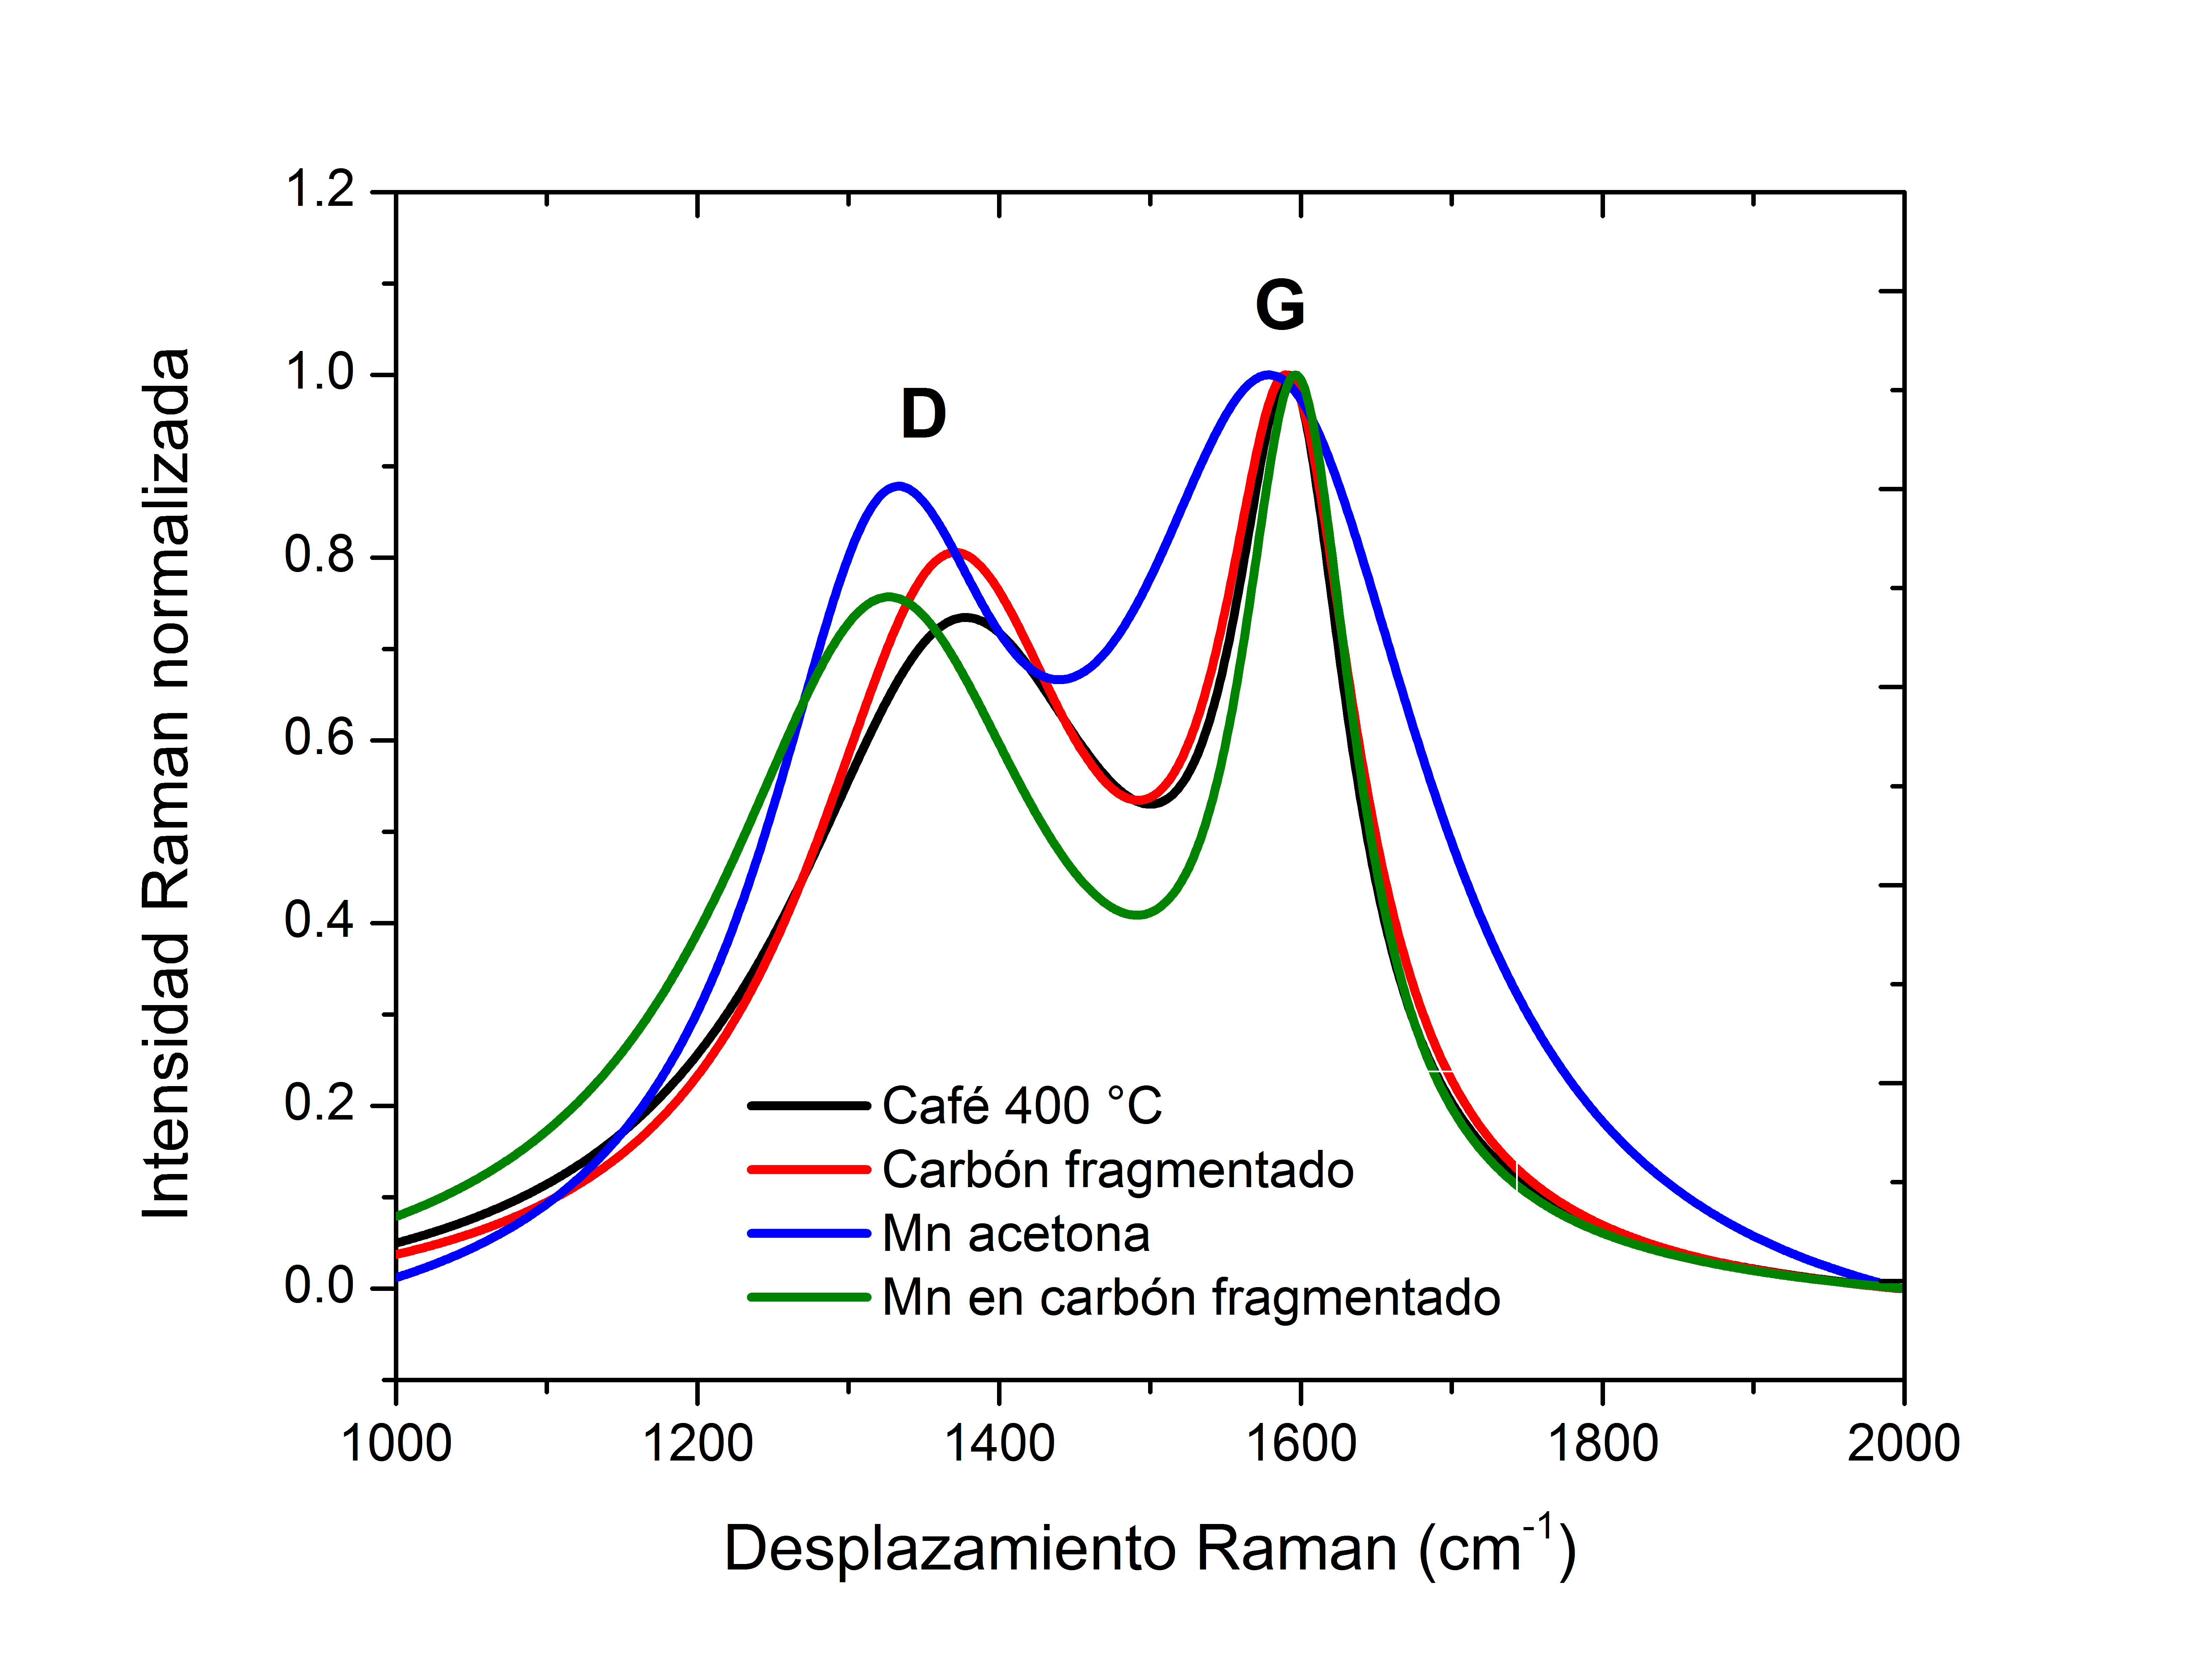 1.2
1.0
0.8
0.6
0.4
0.2
0.0
Intensidad Raman normalizada
D
G
Café 400 °C
Carbón fragmentado
Mn acetona
Mn en carbón fragmentado
1000 1200 1400 1600 1800 2000
Desplazamiento Raman (cm-1)